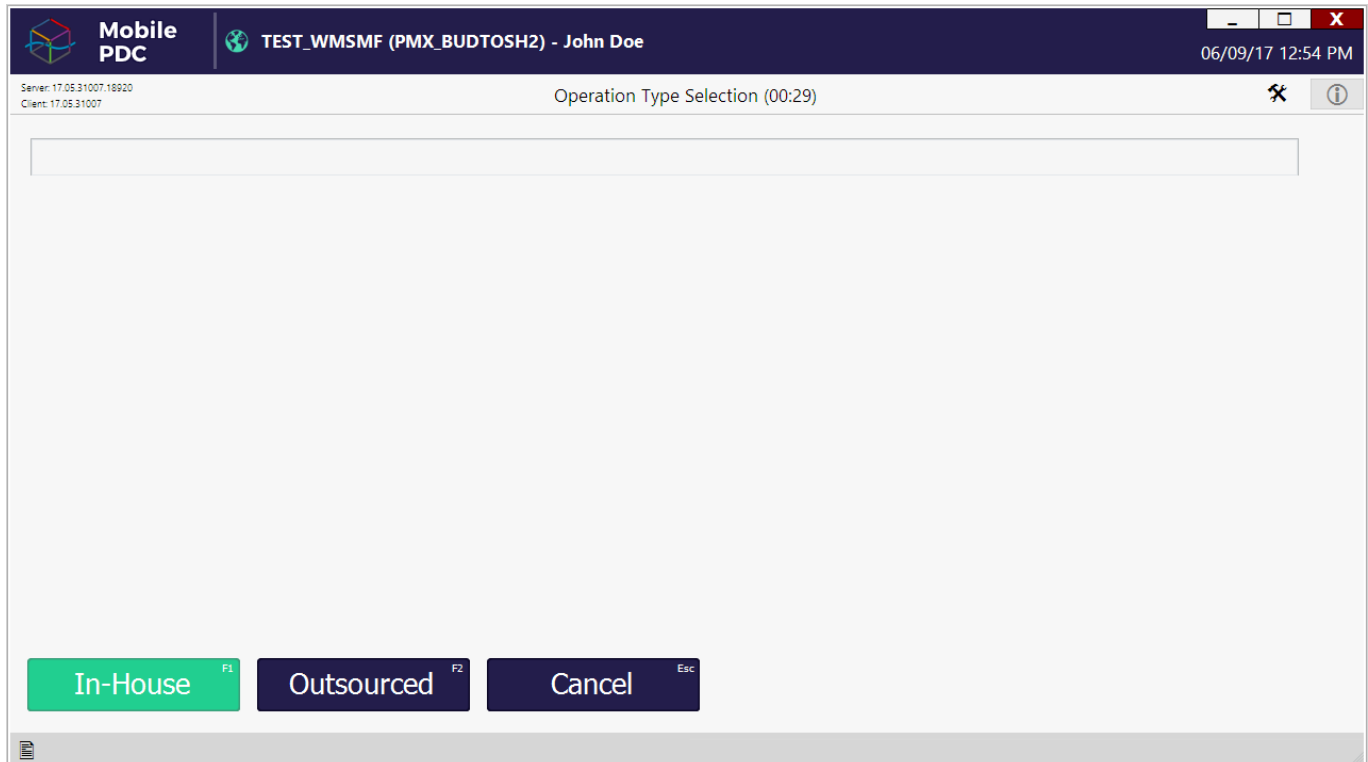 Mobile
PDC
TEST_WMSMF (PMX_BUDTOSH2) - John Doe
X
06/09/17 12:54 PM
Server: 17.05.31007.18920
Client: 17.05.31007
Operation Type Selection (00:29)
In-House F1
Outsourced F2
Cancel Esc